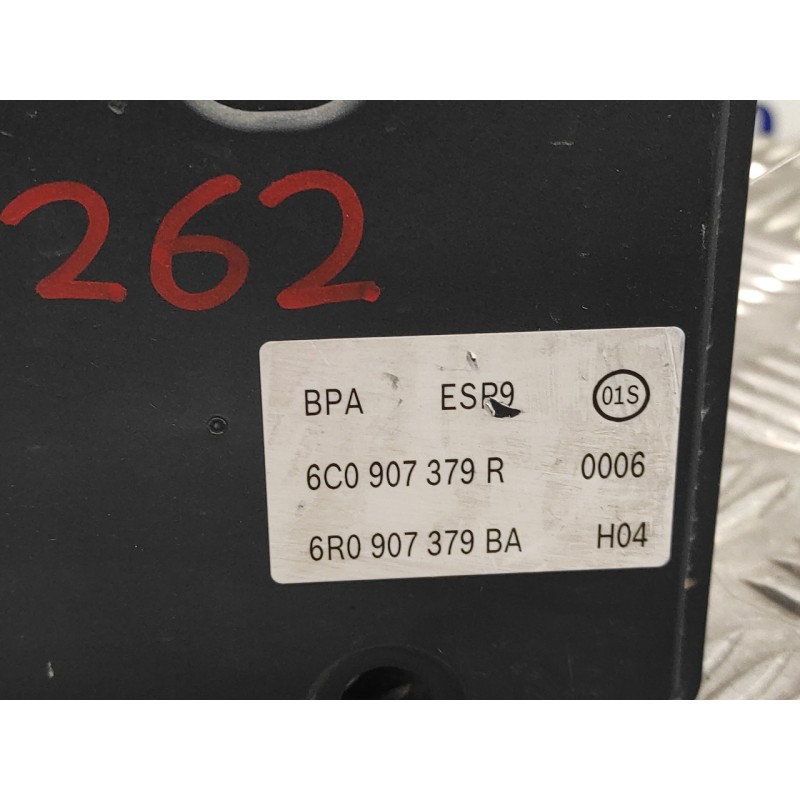 262
BPA ESP9 01S
6C0 907 379 R 0006
6R0 907 379 BA H04